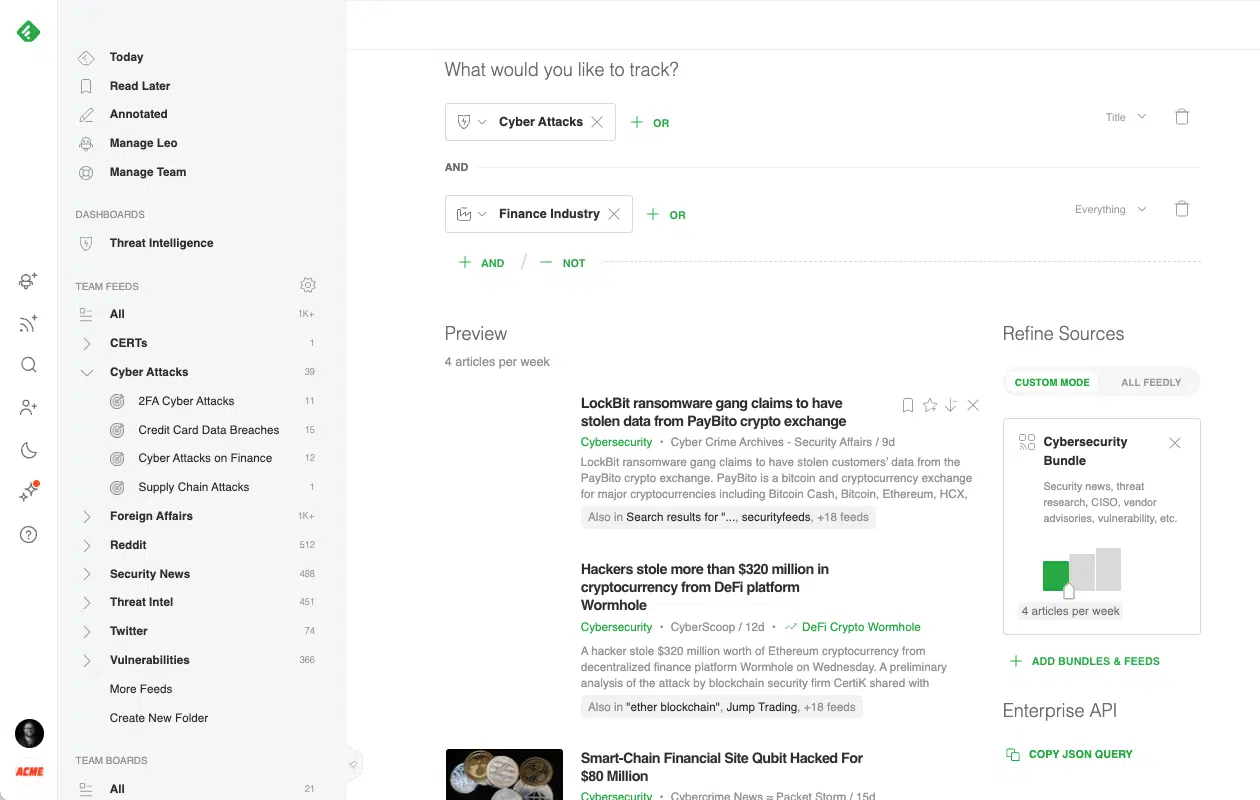 Today
Read Later
Annotated
Manage Leo
Manage Team
DASHBOARDS
Threat Intelligence
TEAM FEEDS
All 1K+
CERTs 1
Cyber Attacks 39
2FA Cyber Attacks 11
Credit Card Data Breaches 15
Cyber Attacks on Finance 12
Supply Chain Attacks 1
Foreign Affairs 1K+
Reddit 512
Security News 488
Threat Intel 451
Twitter 74
Vulnerabilities 366
More Feeds
Create New Folder
TEAM BOARDS
All 21
ACME
What would you like to track?
Cyber Attacks OR Title
AND
Finance Industry OR Everything
AND / NOT
Preview
4 articles per week
LockBit ransomware gang claims to have
stolen data from PayBito crypto exchange
Cybersecurity • Cyber Crime Archives - Security Affairs / 9d
LockBit ransomware gang claims to have stolen customers' data from the
PayBito crypto exchange. PayBito is a bitcoin and cryptocurrency exchange
for major cryptocurrencies including Bitcoin Cash, Bitcoin, Ethereum, HCX,
Also in Search results for "..., securityfeeds, +18 feeds
Hackers stole more than $320 million in
cryptocurrency from DeFi platform
Wormhole
Cybersecurity • CyberScoop / 12d • DeFi Crypto Wormhole
A hacker stole $320 million worth of Ethereum cryptocurrency from
decentralized finance platform Wormhole on Wednesday. A preliminary
analysis of the attack by blockchain security firm CertiK shared with
Also in "ether blockchain", Jump Trading, +18 feeds
Smart-Chain Financial Site Qubit Hacked For
$80 Million
Cybersecurity • Cybercrime News ≈ Packet Storm / 15d
Refine Sources
CUSTOM MODE ALL FEEDLY
Cybersecurity
Bundle
Security news, threat
research, CISO, vendor
advisories, vulnerability, etc.
4 articles per week
ADD BUNDLES & FEEDS
Enterprise API
COPY JSON QUERY